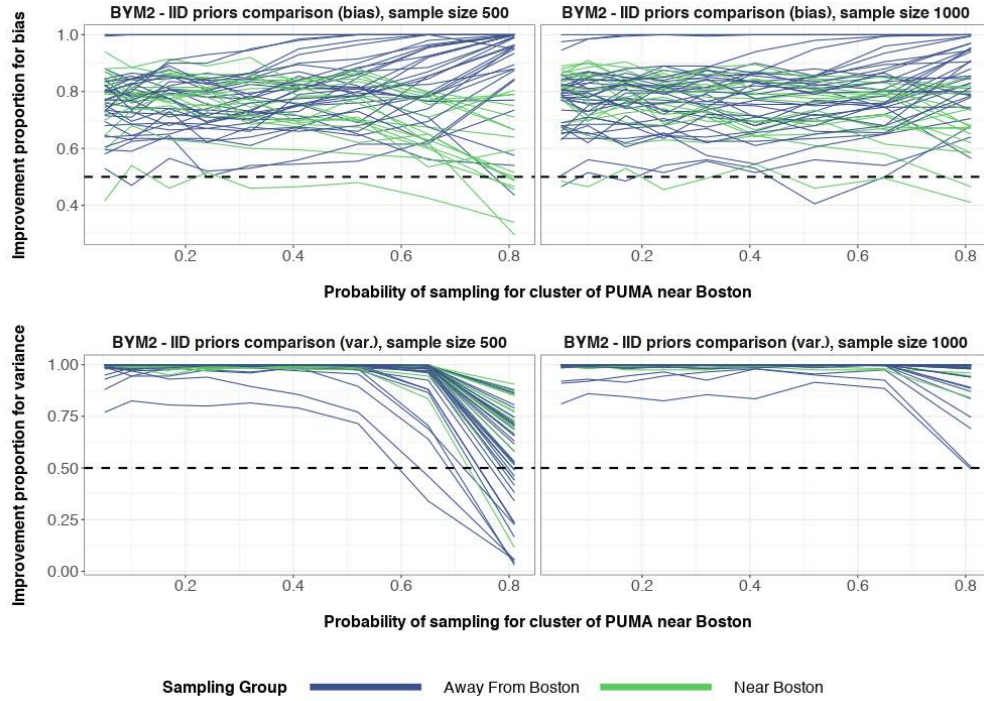 BYM2 - IID priors comparison (bias), sample size 500
BYM2 - IID priors comparison (bias), sample size 1000
Improvement proportion for bias
1.0
0.8
0.6
0.4
0.2 0.4 0.6 0.8
0.2 0.4 0.6 0.8
Probability of sampling for cluster of PUMA near Boston
BYM2 - IID priors comparison (var.), sample size 500
BYM2 - IID priors comparison (var.), sample size 1000
Improvement proportion for variance
1.00
0.75
0.50
0.25
0.00
0.2 0.4 0.6 0.8
0.2 0.4 0.6 0.8
Probability of sampling for cluster of PUMA near Boston
Sampling Group Away From Boston Near Boston